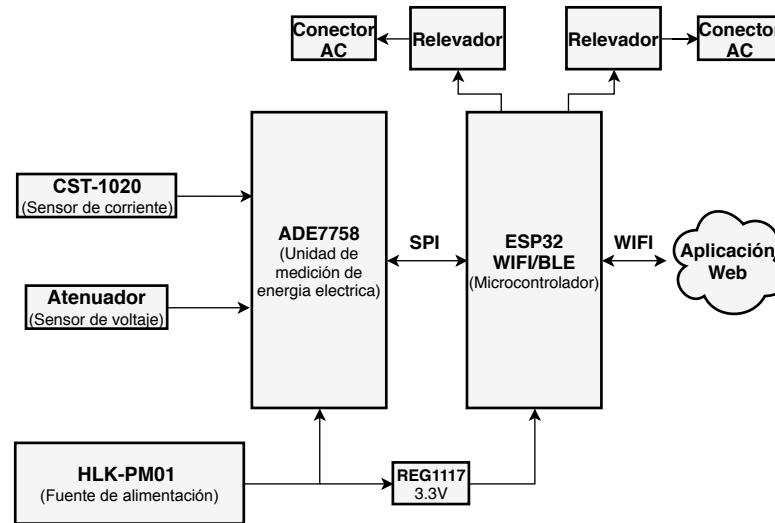 Conector
AC
Relevador
Relevador
Conector
AC
CST-1020
(Sensor de corriente)
ADE7758
(Unidad de
medición de
energia electrica)
SPI
ESP32
WIFI/BLE
(Microcontrolador)
WIFI
Aplicación
Web
Atenuador
(Sensor de voltaje)
HLK-PM01
(Fuente de alimentación)
REG1117
3.3V